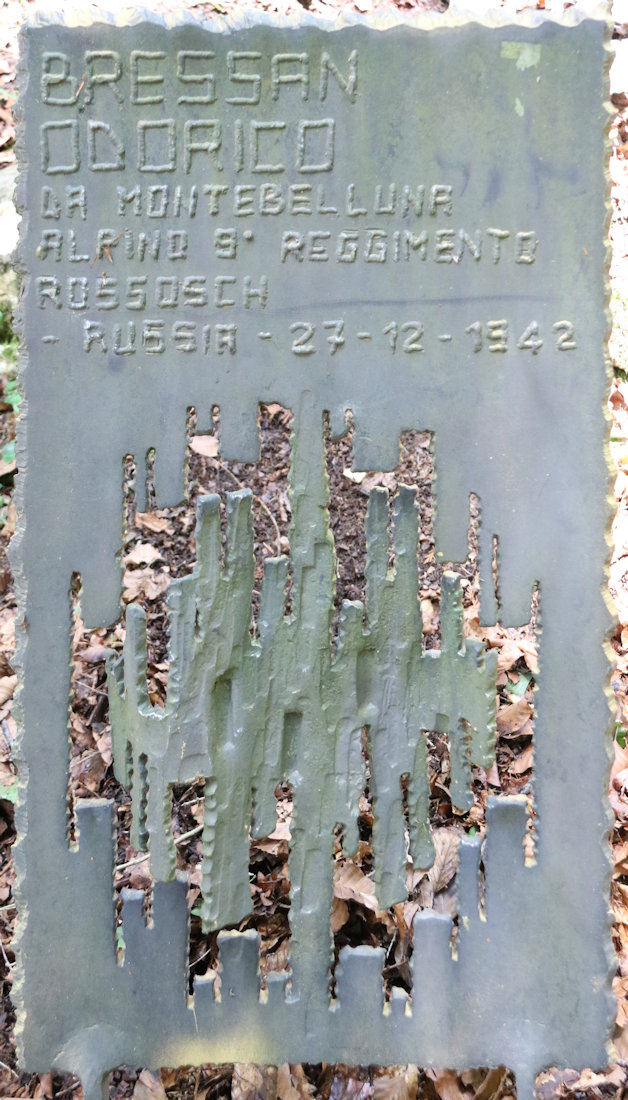 BRESSAN
ODORICO
DA MONTEBELLUNA
ALPINO 9° REGGIMENTO
ROSSOSCH
- RUSSIA - 27 - 12 - 1942